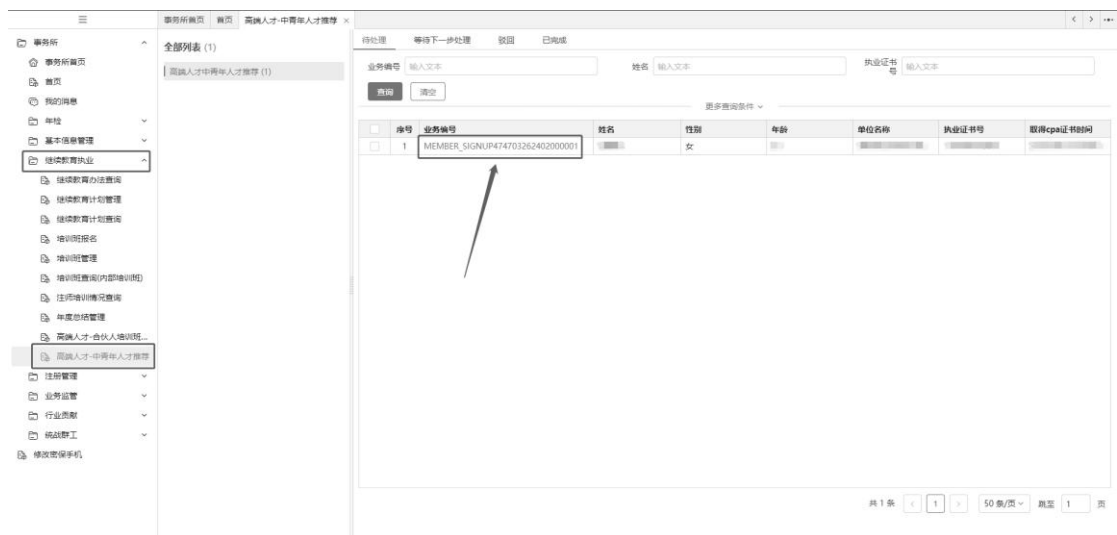 事务所首页 首页 高端人才-中青年人才推荐 ×
事务所
事务所首页
首页
我的消息
年检
基本信息管理
继续教育执业
继续教育办法查询
继续教育计划管理
继续教育计划查询
培训班报名
培训班管理
培训班查询(内部培训班)
注师培训情况查询
年度总结管理
高端人才-合伙人培训班...
高端人才-中青年人才推荐
注册管理
业务监管
行业贡献
统战群工
修改密保手机
全部列表 (1)
高端人才中青年人才推荐 (1)
待处理 等待下一步处理 驳回 已完成
业务编号 输入文本 姓名 输入文本 执业证书号 输入文本
查询 清空
更多查询条件
序号 业务编号 姓名 性别 年龄 单位名称 执业证书号 取得cpa证书时间
1 MEMBER_SIGNUP474703262402000001 女
共 1 条 < 1 > 50 条/页 跳至 1 页